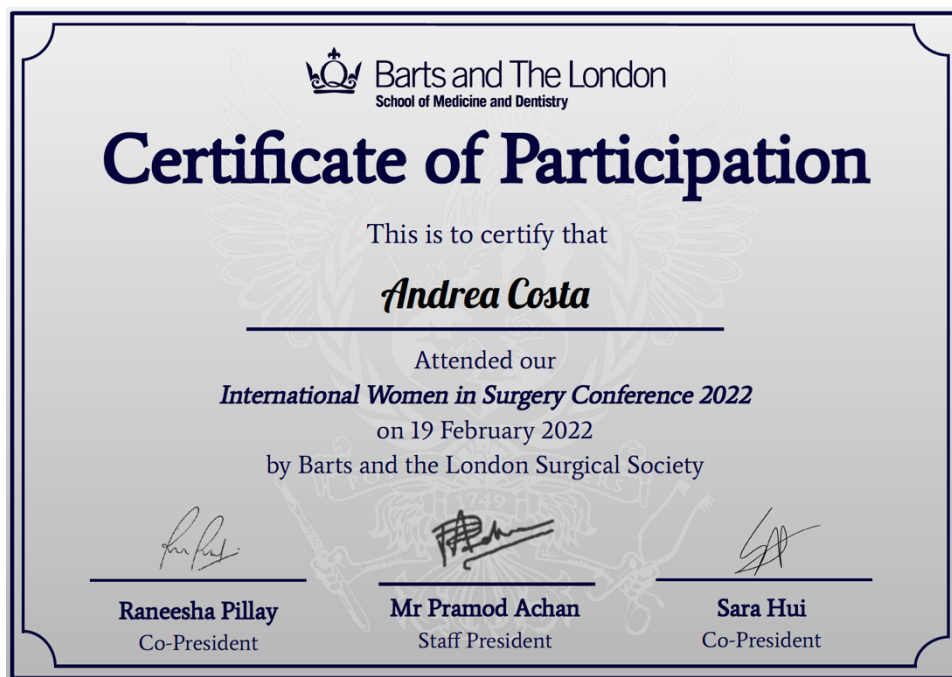 Barts and The London
School of Medicine and Dentistry
Certificate of Participation
This is to certify that
Andrea Costa
Attended our
International Women in Surgery Conference 2022
on 19 February 2022
by Barts and the London Surgical Society
1749
Raneesha Pillay
Co-President
Mr Pramod Achan
Staff President
Sara Hui
Co-President